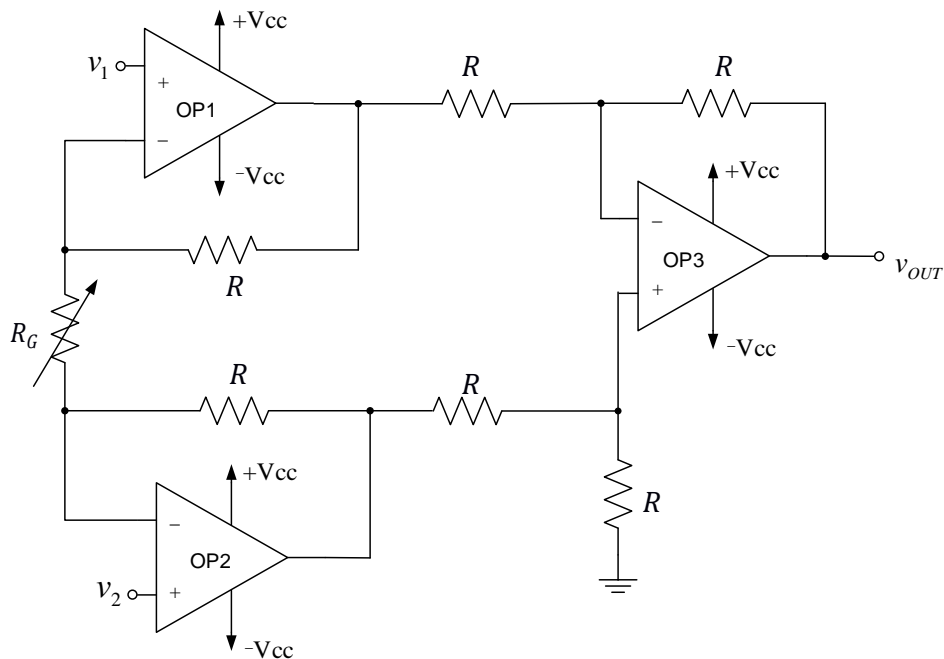 +Vcc
v1
+
OP1
−
−Vcc
R
R
R
+Vcc
−
OP3
+
vOUT
−Vcc
RG
R
R
+Vcc
−
OP2
v2
+
−Vcc
R